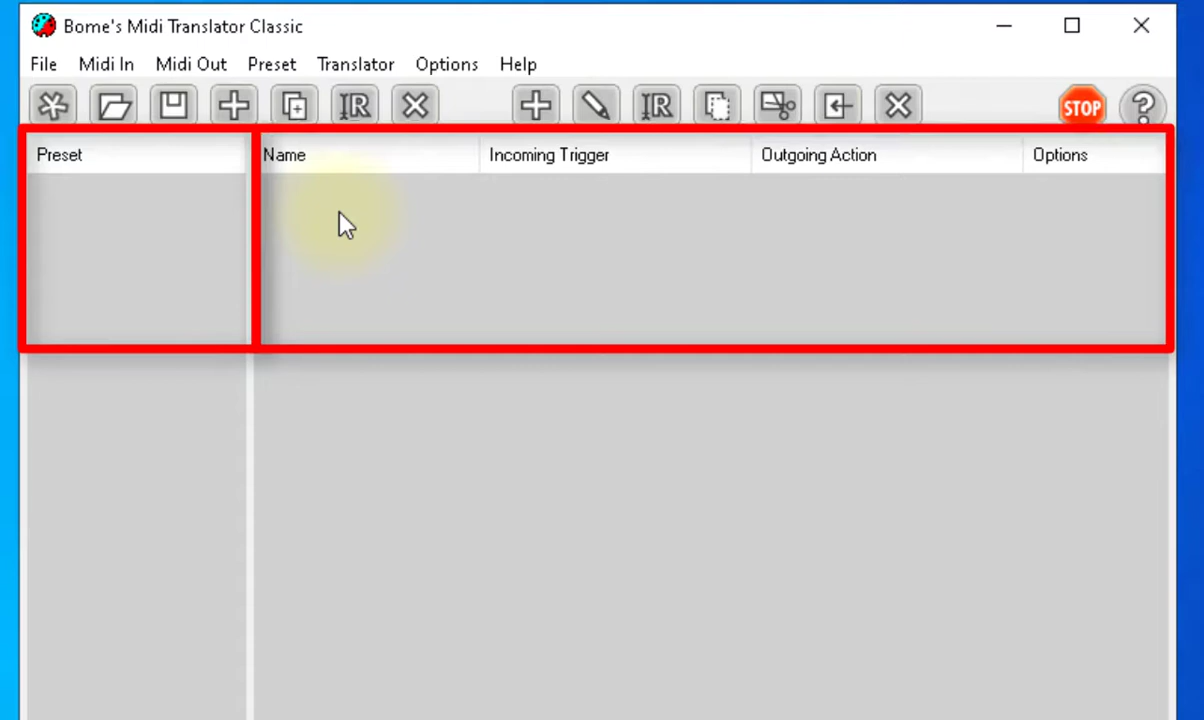 Bome's Midi Translator Classic
File Midi In Midi Out Preset Translator Options Help
R R STOP ?
Preset Name Incoming Trigger Outgoing Action Options